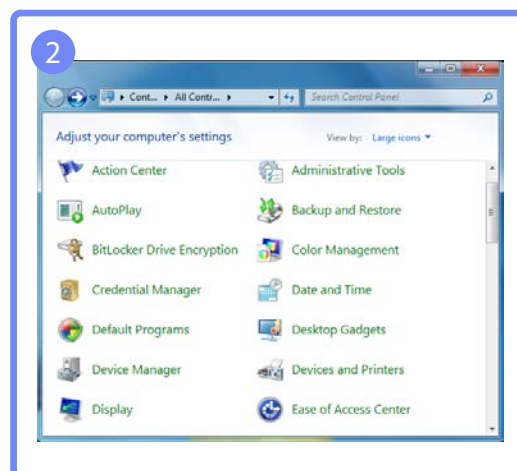 2
Cont... All Contr...
Search Control Panel
Adjust your computer's settings
View by: Large icons
Action Center Administrative Tools
AutoPlay Backup and Restore
BitLocker Drive Encryption Color Management
Credential Manager Date and Time
Default Programs Desktop Gadgets
Device Manager Devices and Printers
Display Ease of Access Center